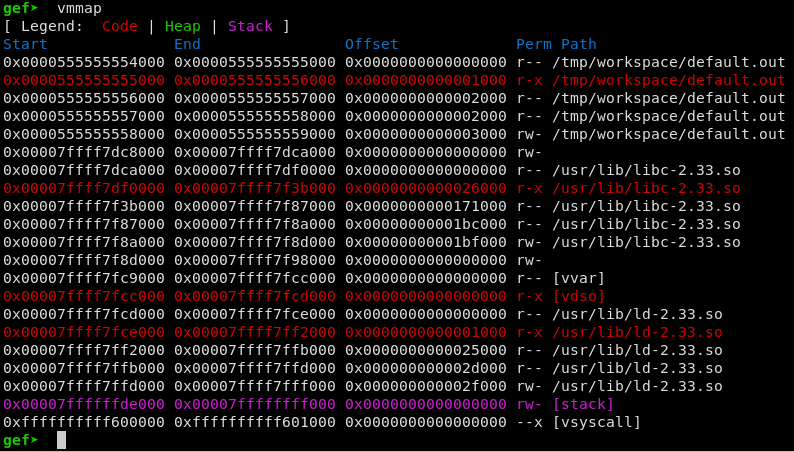 gef➤  vmmap
[ Legend:  Code | Heap | Stack ]
Start              End                Offset             Perm Path
0x0000555555554000 0x0000555555555000 0x0000000000000000 r-- /tmp/workspace/default.out
0x0000555555555000 0x0000555555556000 0x0000000000001000 r-x /tmp/workspace/default.out
0x0000555555556000 0x0000555555557000 0x0000000000002000 r-- /tmp/workspace/default.out
0x0000555555557000 0x0000555555558000 0x0000000000002000 r-- /tmp/workspace/default.out
0x0000555555558000 0x0000555555559000 0x0000000000003000 rw- /tmp/workspace/default.out
0x00007ffff7dc8000 0x00007ffff7dca000 0x0000000000000000 rw-
0x00007ffff7dca000 0x00007ffff7df0000 0x0000000000000000 r-- /usr/lib/libc-2.33.so
0x00007ffff7df0000 0x00007ffff7f3b000 0x0000000000026000 r-x /usr/lib/libc-2.33.so
0x00007ffff7f3b000 0x00007ffff7f87000 0x0000000000171000 r-- /usr/lib/libc-2.33.so
0x00007ffff7f87000 0x00007ffff7f8a000 0x00000000001bc000 r-- /usr/lib/libc-2.33.so
0x00007ffff7f8a000 0x00007ffff7f8d000 0x00000000001bf000 rw- /usr/lib/libc-2.33.so
0x00007ffff7f8d000 0x00007ffff7f98000 0x0000000000000000 rw-
0x00007ffff7fc9000 0x00007ffff7fcc000 0x0000000000000000 r-- [vvar]
0x00007ffff7fcc000 0x00007ffff7fcd000 0x0000000000000000 r-x [vdso]
0x00007ffff7fcd000 0x00007ffff7fce000 0x0000000000000000 r-- /usr/lib/ld-2.33.so
0x00007ffff7fce000 0x00007ffff7ff2000 0x0000000000001000 r-x /usr/lib/ld-2.33.so
0x00007ffff7ff2000 0x00007ffff7ffb000 0x0000000000025000 r-- /usr/lib/ld-2.33.so
0x00007ffff7ffb000 0x00007ffff7ffd000 0x000000000002d000 r-- /usr/lib/ld-2.33.so
0x00007ffff7ffd000 0x00007ffff7fff000 0x000000000002f000 rw- /usr/lib/ld-2.33.so
0x00007ffffffde000 0x00007ffffffff000 0x0000000000000000 rw- [stack]
0xffffffffff600000 0xffffffffff601000 0x0000000000000000 --x [vsyscall]
gef➤